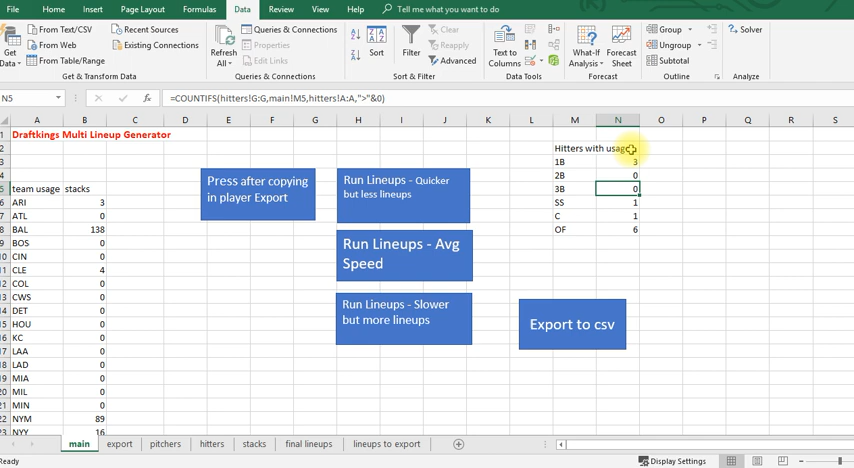 File Home Insert Page Layout Formulas Data Review View Help Tell me what you want to do
Get Data
From Text/CSV
From Web
From Table/Range
Recent Sources
Existing Connections
Get & Transform Data
Refresh All
Queries & Connections
Properties
Edit Links
Queries & Connections
Sort
Filter
Clear
Reapply
Advanced
Sort & Filter
Text to Columns
Data Tools
What-If Analysis
Forecast Sheet
Forecast
Group
Ungroup
Subtotal
Outline
Solver
Analyze
N5 fx =COUNTIFS(hitters!G:G,main!M5,hitters!A:A,">"&0)
A B C D E F G H I J K L M N O P Q R S
1 Draftkings Multi Lineup Generator
2 Hitters with usage
3 1B 3
4 2B 0
5 team usage stacks 3B 0
6 ARI 3 SS 1
7 ATL 0 C 1
8 BAL 138 OF 6
9 BOS 0
10 CIN 0
11 CLE 4
12 COL 0
13 CWS 0
14 DET 0
15 HOU 0
16 KC 0
17 LAA 0
18 LAD 0
19 MIA 0
20 MIL 0
21 MIN 0
22 NYM 89
23 NYY 16
Press after copying
in player Export
Run Lineups - Quicker
but less lineups
Run Lineups - Avg
Speed
Run Lineups - Slower
but more lineups
Export to csv
main export pitchers hitters stacks final lineups lineups to export
Ready Display Settings